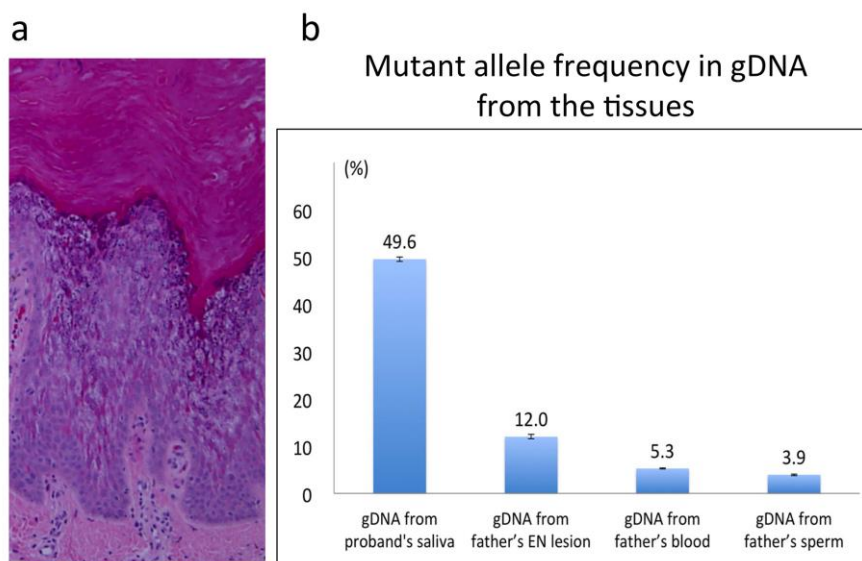 a
b
Mutant allele frequency in gDNA
from the tissues
(%)
60
50
40
30
20
10
0
49.6
12.0
5.3
3.9
gDNA from
proband's saliva
gDNA from
father’s EN lesion
gDNA from
father’s blood
gDNA from
father’s sperm